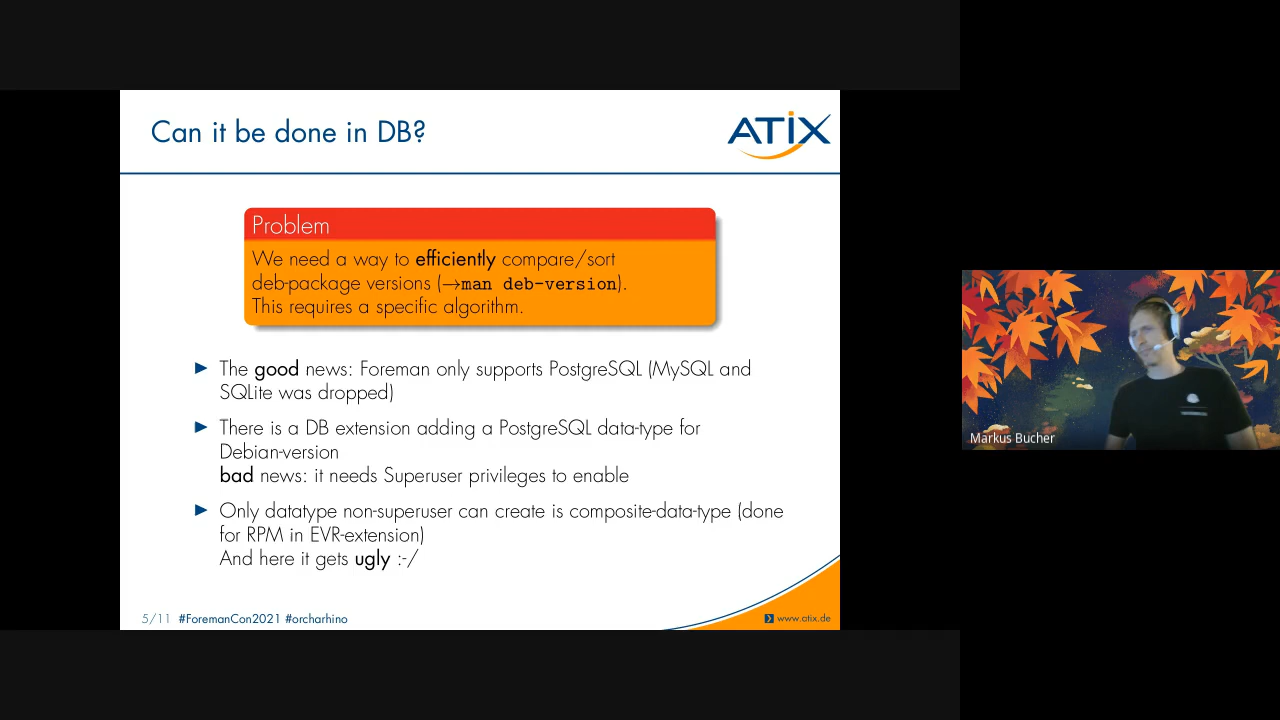 Can it be done in DB?
ATIX
Problem
We need a way to efficiently compare/sort
deb-package versions (→man deb-version).
This requires a specific algorithm.
The good news: Foreman only supports PostgreSQL (MySQL and
SQLite was dropped)
There is a DB extension adding a PostgreSQL data-type for
Debian-version
bad news: it needs Superuser privileges to enable
Only datatype non-superuser can create is composite-data-type (done
for RPM in EVR-extension)
And here it gets ugly :-/
5/11 #ForemanCon2021 #orcharhino
www.atix.de
Markus Bucher